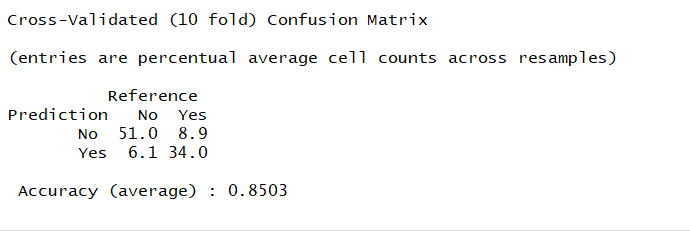 Cross-Validated (10 fold) Confusion Matrix
(entries are percentual average cell counts across resamples)
Reference
Prediction No Yes
No 51.0 8.9
Yes 6.1 34.0
Accuracy (average) : 0.8503